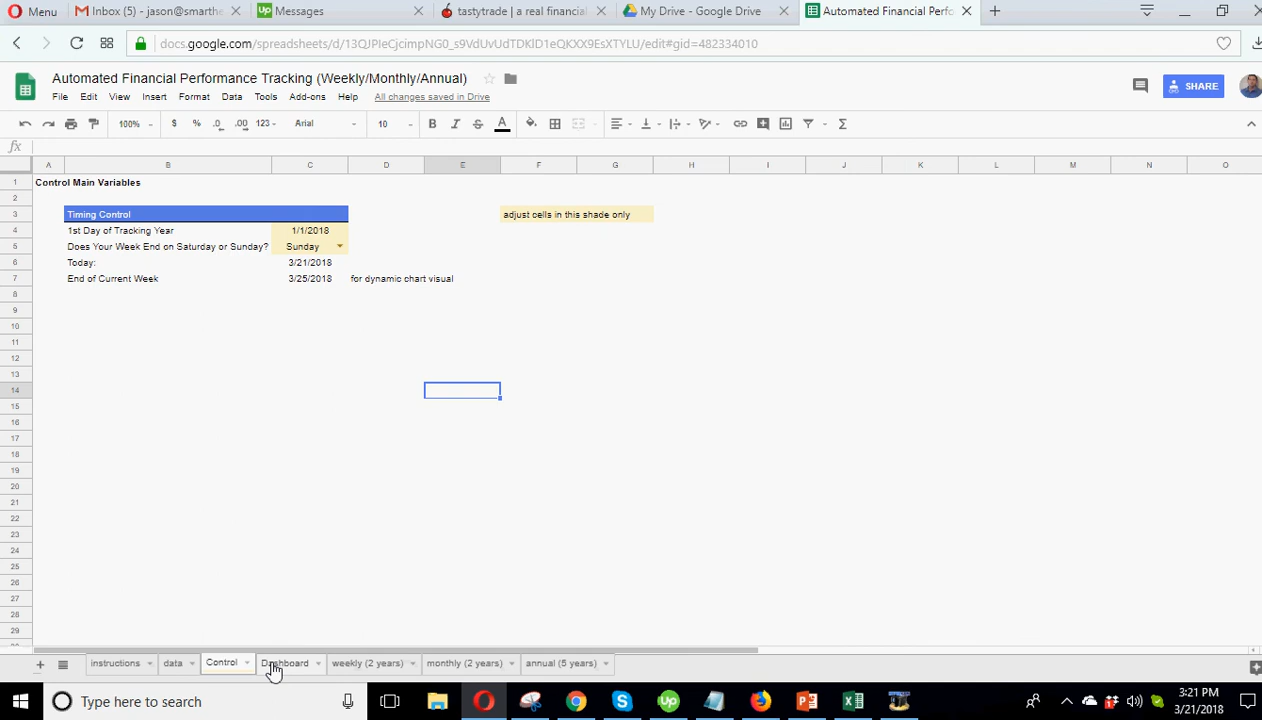 Menu
Inbox (5) - jason@smarthe
Messages
tastytrade | a real financial
My Drive - Google Drive
Automated Financial Perfo
docs.google.com/spreadsheets/d/13QJPIeCjcimpNG0_s9VdUvUdTDKlD1eQKXX9EsXTYLU/edit#gid=482334010
Automated Financial Performance Tracking (Weekly/Monthly/Annual)
File Edit View Insert Format Data Tools Add-ons Help All changes saved in Drive
SHARE
100% $ % .0 .00 123 Arial 10 B I S A Σ
fx
A B C D E F G H I J K L M N O
1 Control Main Variables
2
3 Timing Control adjust cells in this shade only
4 1st Day of Tracking Year 1/1/2018
5 Does Your Week End on Saturday or Sunday? Sunday
6 Today: 3/21/2018
7 End of Current Week 3/25/2018 for dynamic chart visual
8
9
10
11
12
13
14
15
16
17
18
19
20
21
22
23
24
25
26
27
28
29
instructions data Control Dashboard weekly (2 years) monthly (2 years) annual (5 years)
Type here to search
3:21 PM
3/21/2018